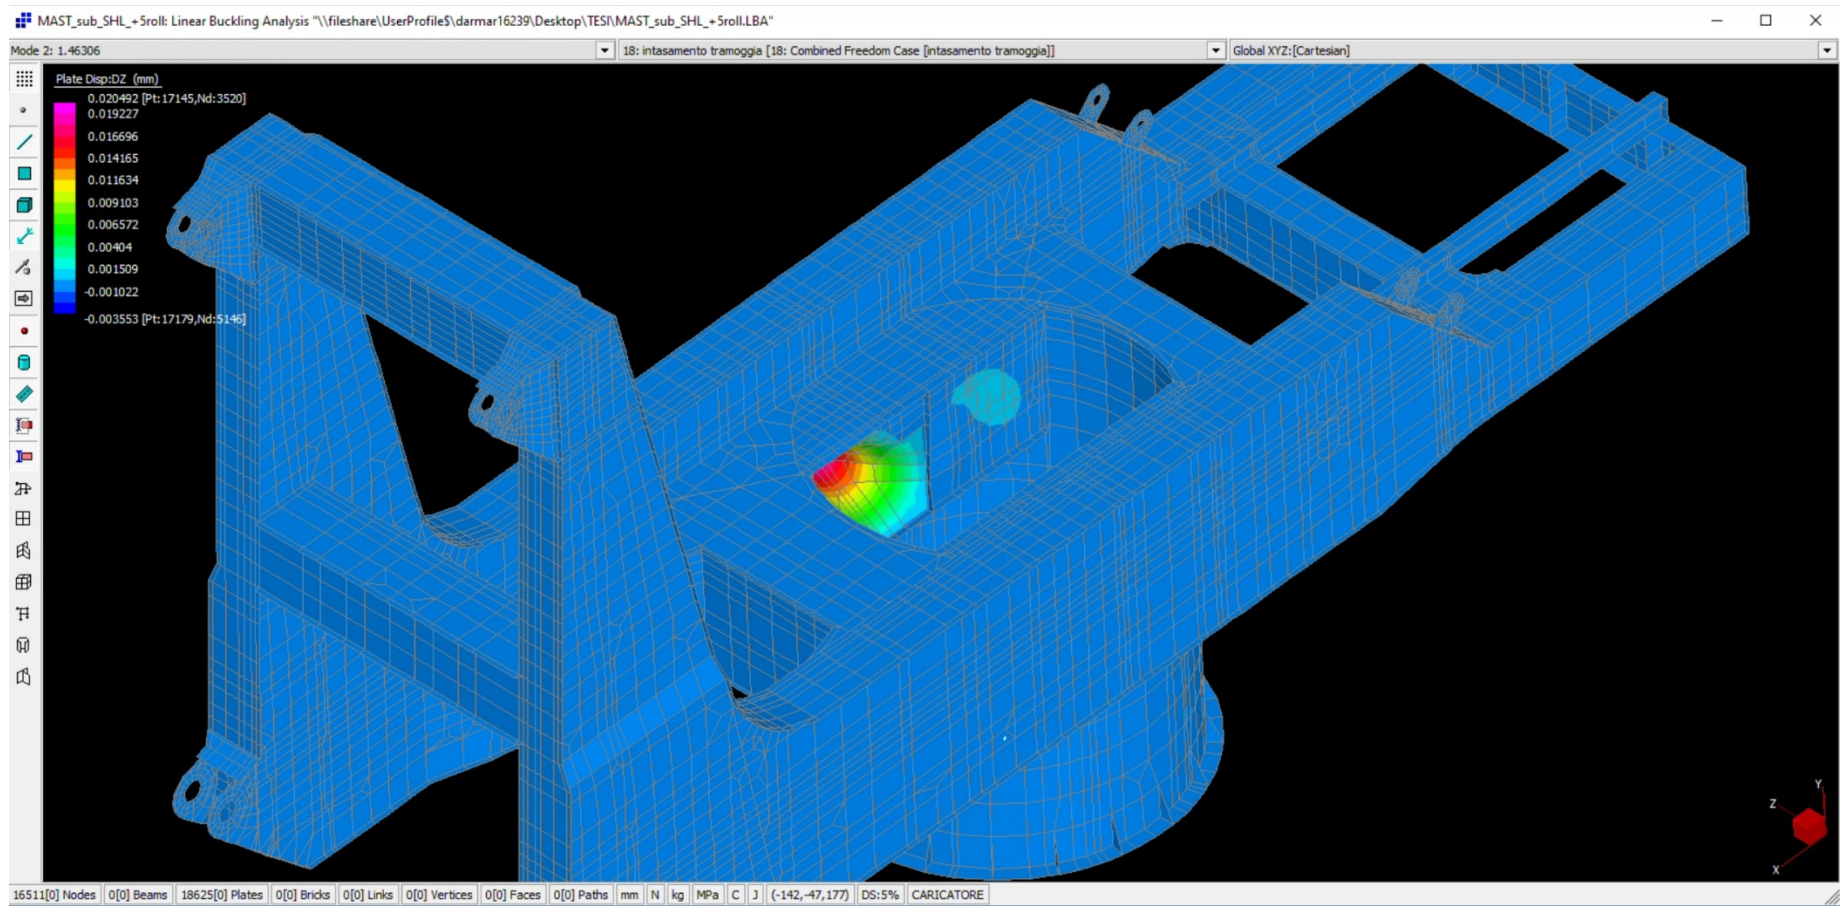 MAST_sub_SHL_+5roll: Linear Buckling Analysis "\\fileshare\UserProfile$\darmar16239\Desktop\TESI\MAST_sub_SHL_+5roll.LBA"
Mode 2: 1.46306 18: intasamento tramoggia [18: Combined Freedom Case [intasamento tramoggia]] Global XYZ:[Cartesian]
Plate Disp:DZ (mm)
0.020492 [Pt:17145,Nd:3520]
0.019227
0.016696
0.014165
0.011634
0.009103
0.006572
0.00404
0.001509
-0.001022
-0.003553 [Pt:17179,Nd:5146]
Y
Z
X
16511[0] Nodes 0[0] Beams 18625[0] Plates 0[0] Bricks 0[0] Links 0[0] Vertices 0[0] Faces 0[0] Paths mm N kg MPa C J (-142,-47,177) DS:5% CARICATORE